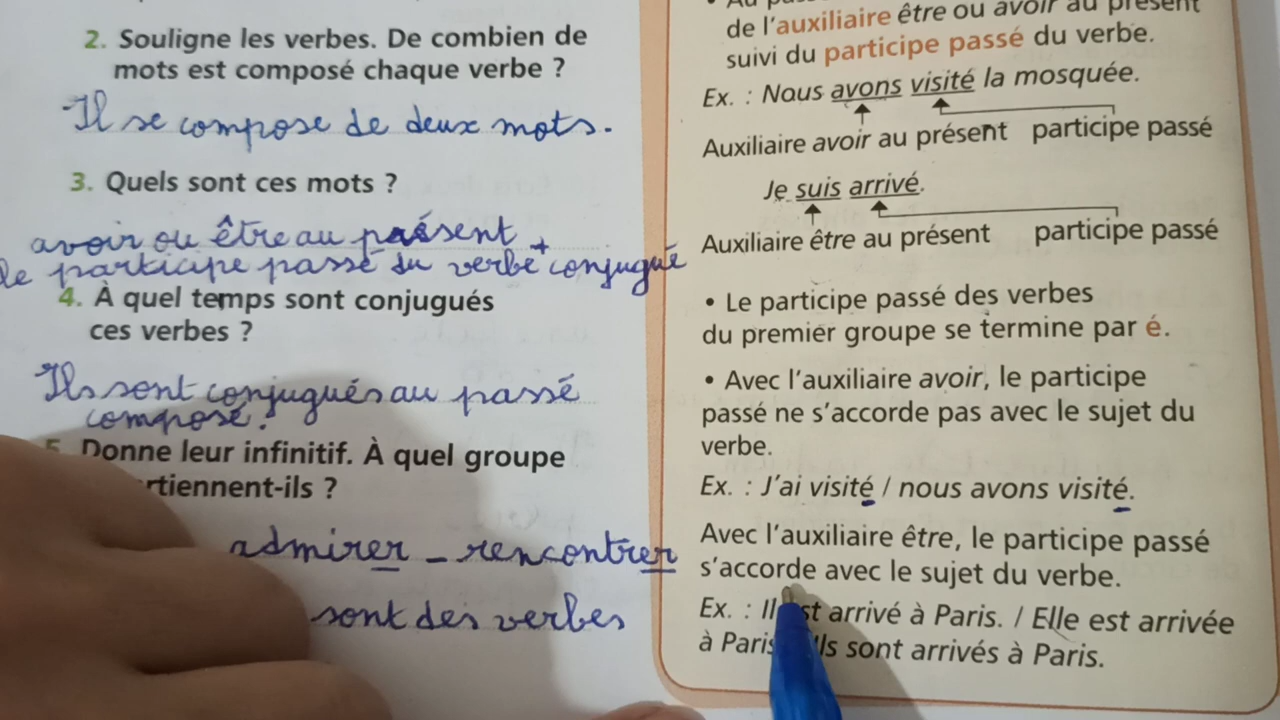 2. Souligne les verbes. De combien de
mots est composé chaque verbe ?
Il se compose de deux mots.
3. Quels sont ces mots ?
avoir ou être au présent +
le participe passé du verbe conjugué
4. À quel temps sont conjugués
ces verbes ?
Ils sont conjugués au passé
composé.
5. Donne leur infinitif. À quel groupe
rtiennent-ils ?
admirer - rencontrer
sont des verbes
de l'auxiliaire être ou avoir au présent
suivi du participe passé du verbe.
Ex. : Nous avons visité la mosquée.
Auxiliaire avoir au présent participe passé
Je suis arrivé.
Auxiliaire être au présent participe passé
• Le participe passé des verbes
du premier groupe se termine par é.
• Avec l'auxiliaire avoir, le participe
passé ne s'accorde pas avec le sujet du
verbe.
Ex. : J'ai visité / nous avons visité.
Avec l'auxiliaire être, le participe passé
s'accorde avec le sujet du verbe.
Ex. : Il est arrivé à Paris. / Elle est arrivée
à Paris Ils sont arrivés à Paris.